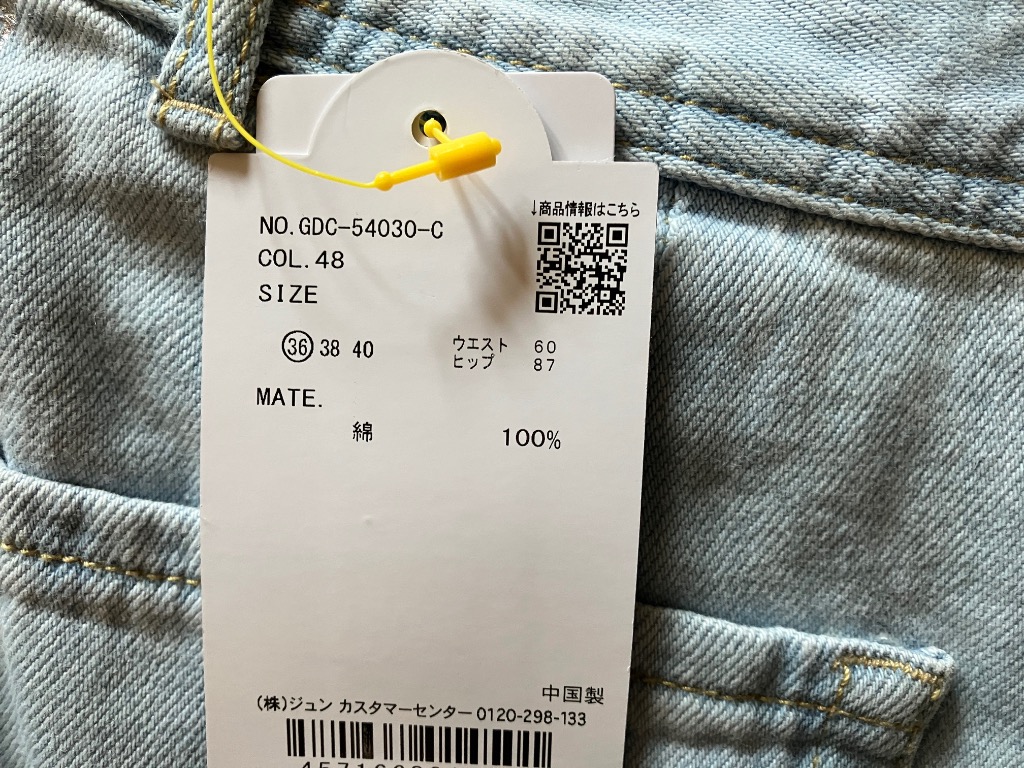 NO.GDC-54030-C
↓商品情報はこちら
COL.48
SIZE
36 38 40
ウエスト 60
ヒップ 87
MATE.
綿 100%
中国製
(株)ジュン カスタマーセンター 0120-298-133